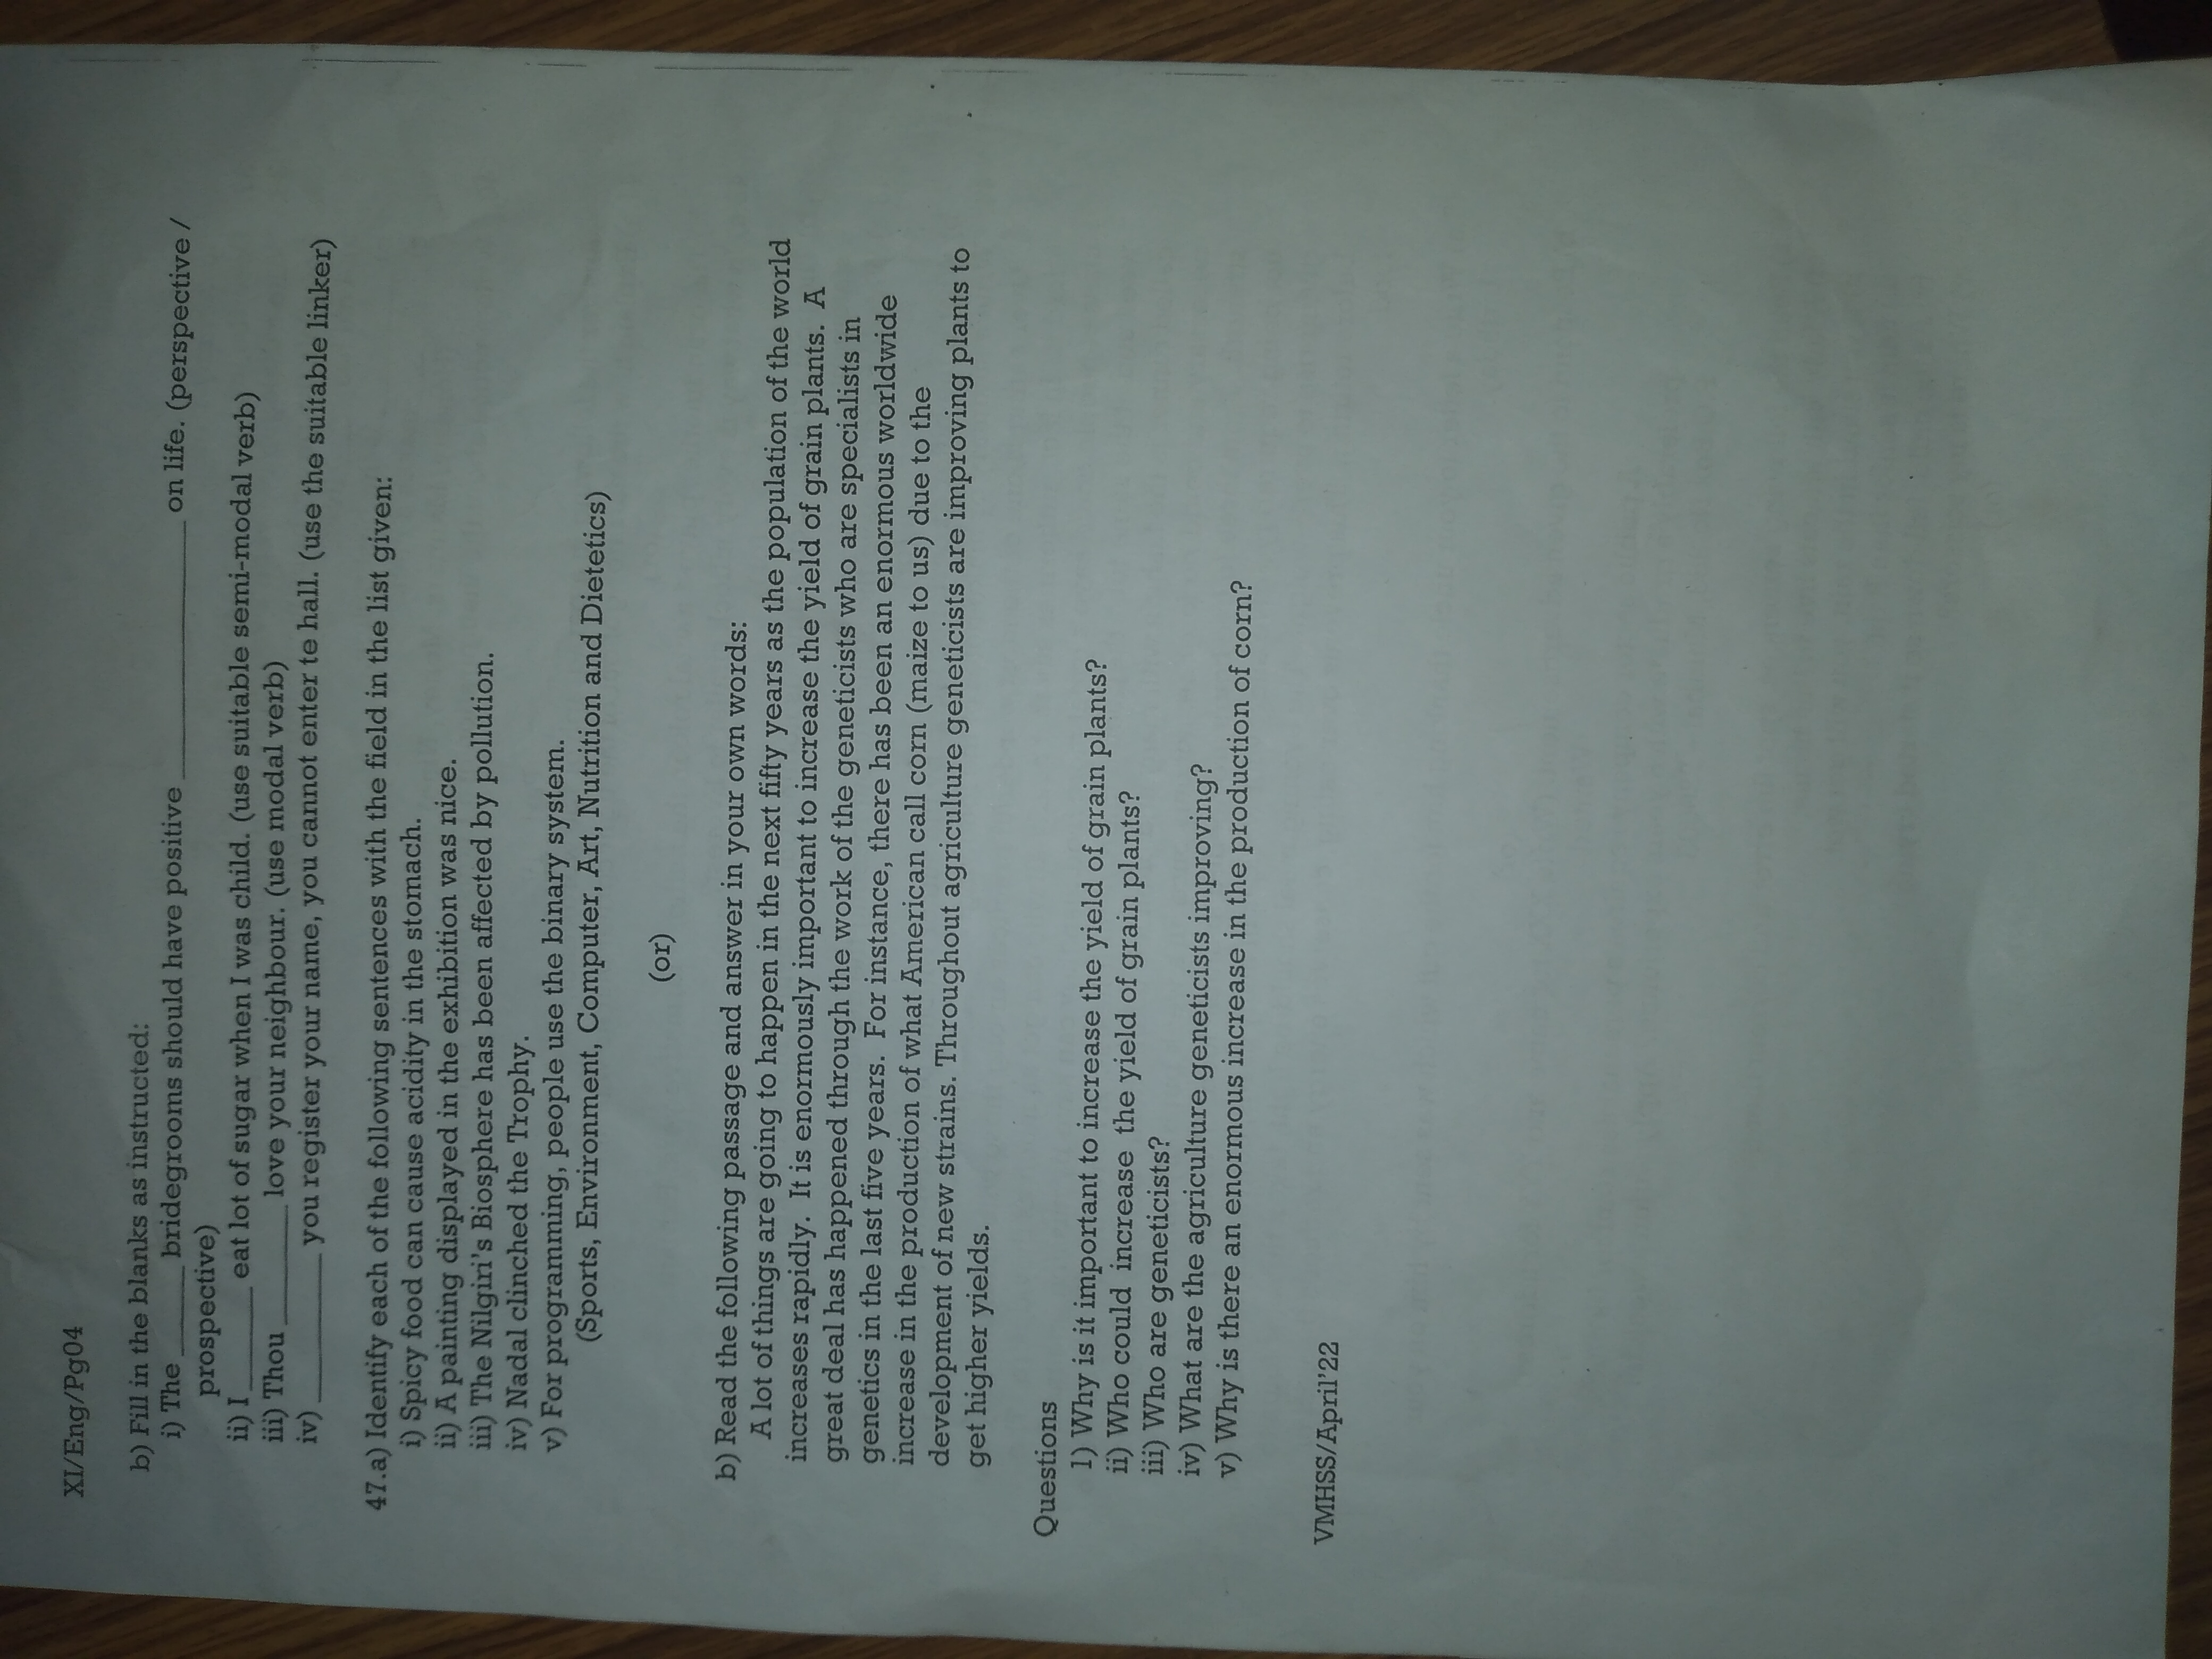 XI/Eng/Pg04
b) Fill in the blanks as instructed:
i) The ______ bridegrooms should have positive _________________ on life. (perspective /
prospective)
ii) I _______ eat lot of sugar when I was child. (use suitable semi-modal verb)
iii) Thou ________ love your neighbour. (use modal verb)
iv) __________ you register your name, you cannot enter te hall. (use the suitable linker)
47.a) Identify each of the following sentences with the field in the list given:
i) Spicy food can cause acidity in the stomach.
ii) A painting displayed in the exhibition was nice.
iii) The Nilgiri's Biosphere has been affected by pollution.
iv) Nadal clinched the Trophy.
v) For programming, people use the binary system.
(Sports, Environment, Computer, Art, Nutrition and Dietetics)
(or)
b) Read the following passage and answer in your own words:
A lot of things are going to happen in the next fifty years as the population of the world
increases rapidly. It is enormously important to increase the yield of grain plants. A
great deal has happened through the work of the geneticists who are specialists in
genetics in the last five years. For instance, there has been an enormous worldwide
increase in the production of what American call corn (maize to us) due to the
development of new strains. Throughout agriculture geneticists are improving plants to
get higher yields.
Questions
1) Why is it important to increase the yield of grain plants?
ii) Who could increase the yield of grain plants?
iii) Who are geneticists?
iv) What are the agriculture geneticists improving?
v) Why is there an enormous increase in the production of corn?
VMHSS/April'22